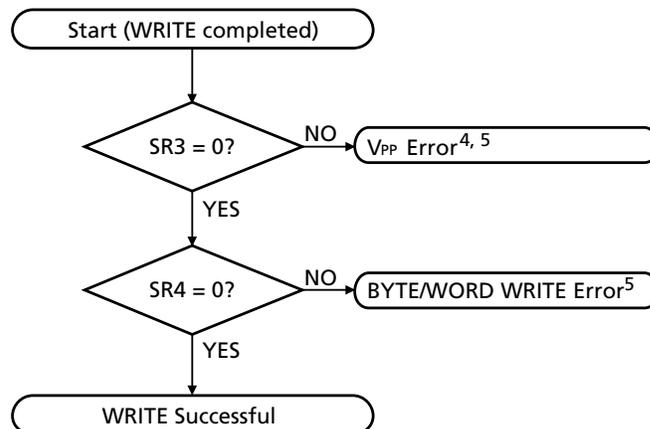 Start (WRITE completed)
SR3 = 0?
NO
VPP Error4, 5
YES
SR4 = 0?
NO
BYTE/WORD WRITE Error5
YES
WRITE Successful